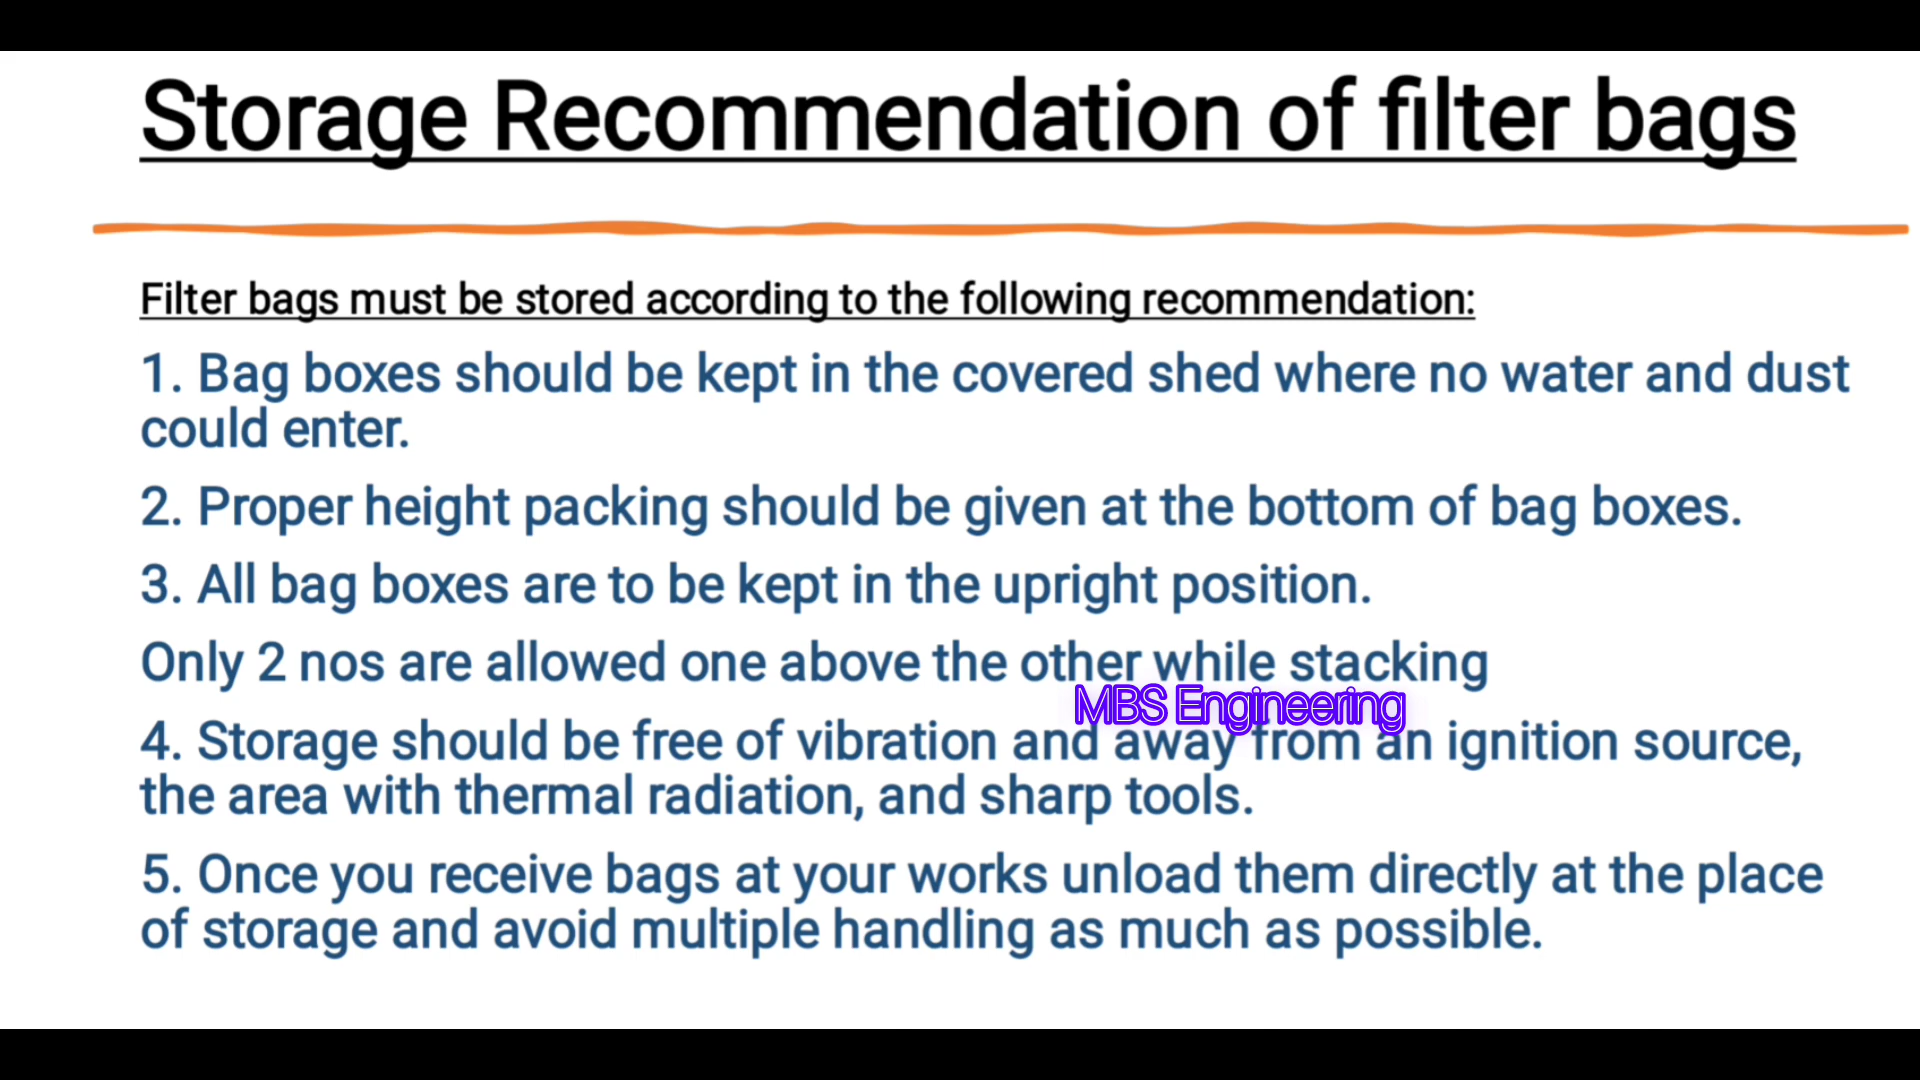 Storage Recommendation of filter bags
Filter bags must be stored according to the following recommendation:
1. Bag boxes should be kept in the covered shed where no water and dust
could enter.
2. Proper height packing should be given at the bottom of bag boxes.
3. All bag boxes are to be kept in the upright position.
Only 2 nos are allowed one above the other while stacking
MBS Engineering
4. Storage should be free of vibration and away from an ignition source,
the area with thermal radiation, and sharp tools.
5. Once you receive bags at your works unload them directly at the place
of storage and avoid multiple handling as much as possible.